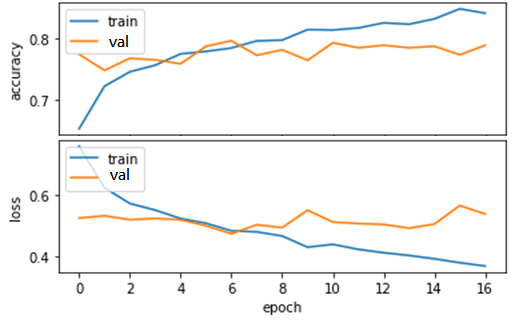 train
val
0.8
0.7
accuracy
train
val
0.6
0.4
loss
0 2 4 6 8 10 12 14 16
epoch